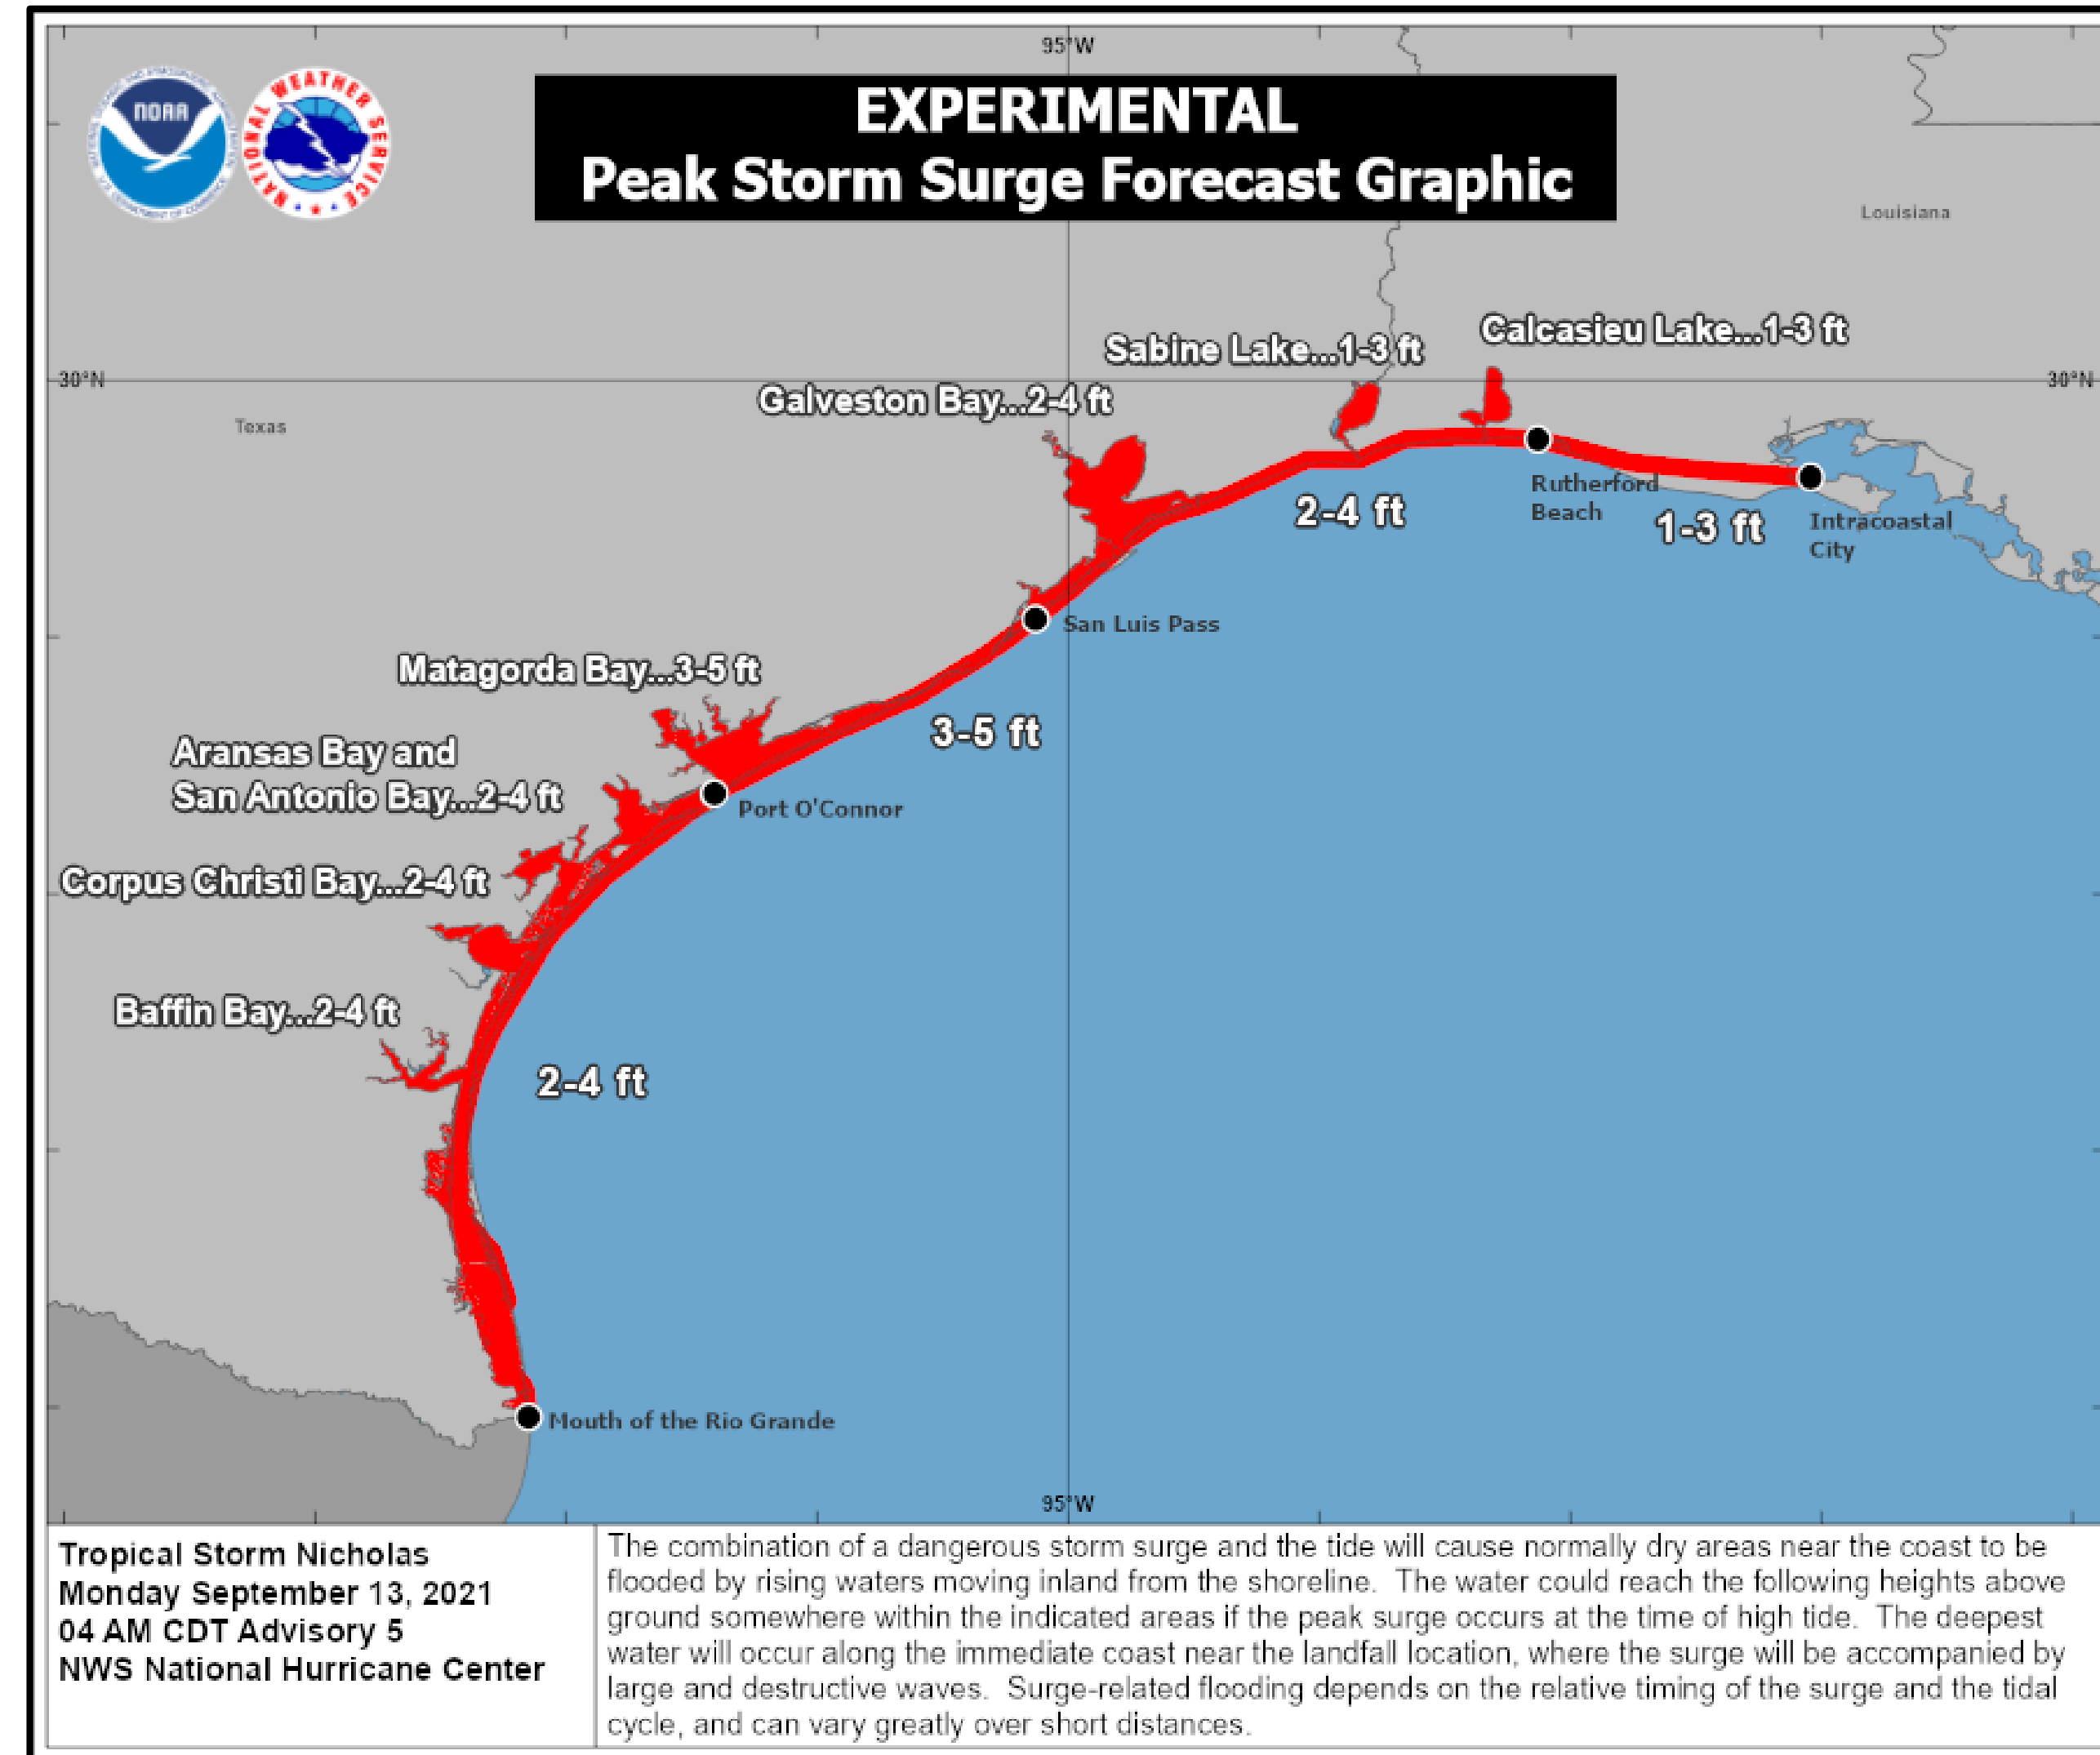 95°W
NOAA
NATIONAL WEATHER SERVICE
EXPERIMENTAL
Peak Storm Surge Forecast Graphic
Louisiana
Calcasieu Lake...1-3 ft
Sabine Lake...1-3 ft
30°N
30°N
Galveston Bay...2-4 ft
Texas
Rutherford
Beach
2-4 ft
1-3 ft
Intracoastal
City
San Luis Pass
Matagorda Bay...3-5 ft
3-5 ft
Aransas Bay and
San Antonio Bay...2-4 ft
Port O'Connor
Corpus Christi Bay...2-4 ft
Baffin Bay...2-4 ft
2-4 ft
Mouth of the Rio Grande
95°W
Tropical Storm Nicholas
Monday September 13, 2021
04 AM CDT Advisory 5
NWS National Hurricane Center
The combination of a dangerous storm surge and the tide will cause normally dry areas near the coast to be
flooded by rising waters moving inland from the shoreline.  The water could reach the following heights above
ground somewhere within the indicated areas if the peak surge occurs at the time of high tide.  The deepest
water will occur along the immediate coast near the landfall location, where the surge will be accompanied by
large and destructive waves.  Surge-related flooding depends on the relative timing of the surge and the tidal
cycle, and can vary greatly over short distances.